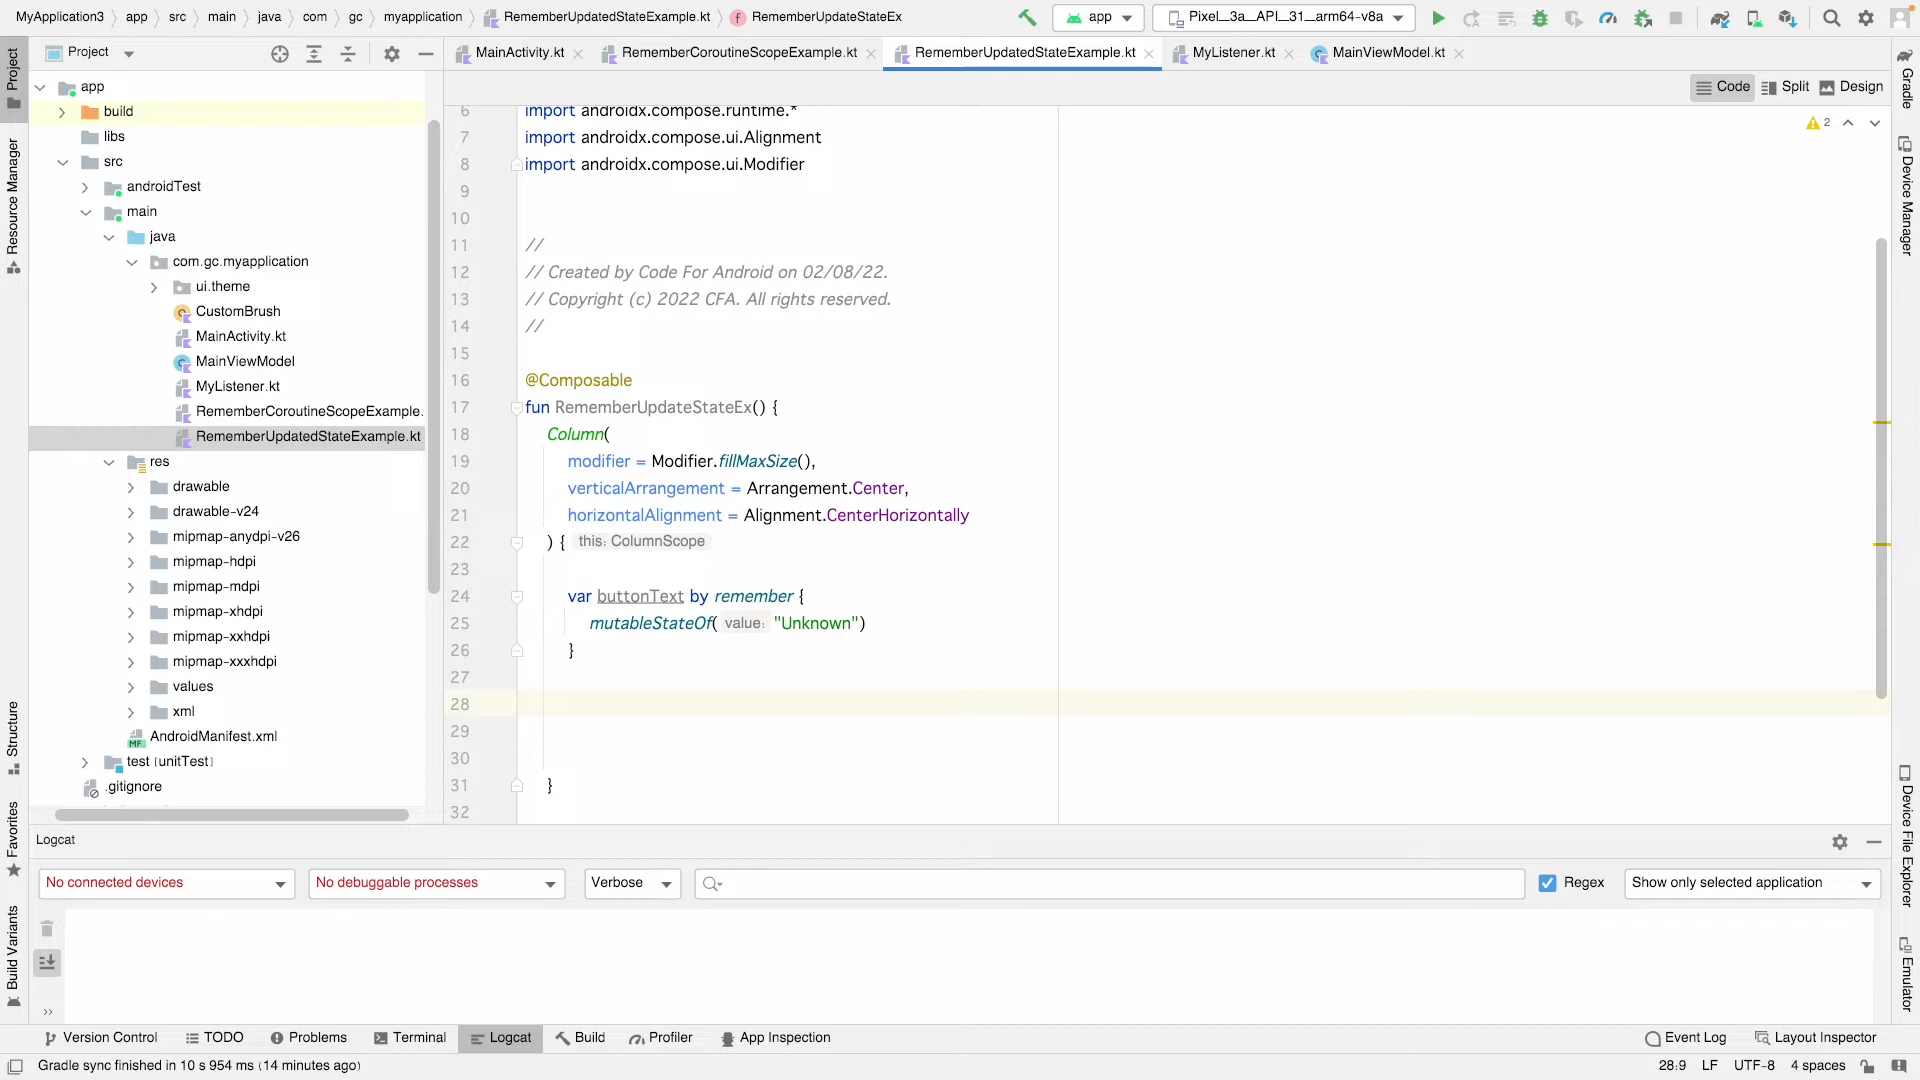 MyApplication3 app src main java com gc myapplication RememberUpdatedStateExample.kt RememberUpdateStateEx app Pixel_3a_API_31_arm64-v8a
Project MainActivity.kt RememberCoroutineScopeExample.kt RememberUpdatedStateExample.kt MyListener.kt MainViewModel.kt
Code Split Design
Project
Resource Manager
Structure
Favorites
Build Variants
app
build
libs
src
androidTest
main
java
com.gc.myapplication
ui.theme
CustomBrush
MainActivity.kt
MainViewModel
MyListener.kt
RememberCoroutineScopeExample.
RememberUpdatedStateExample.kt
res
drawable
drawable-v24
mipmap-anydpi-v26
mipmap-hdpi
mipmap-mdpi
mipmap-xhdpi
mipmap-xxhdpi
mipmap-xxxhdpi
values
xml
MF AndroidManifest.xml
test (unitTest)
.gitignore
2
6 import androidx.compose.runtime.*
7 import androidx.compose.ui.Alignment
8 import androidx.compose.ui.Modifier
9
10
11 //
12 // Created by Code For Android on 02/08/22.
13 // Copyright (c) 2022 CFA. All rights reserved.
14 //
15
16 @Composable
17 fun RememberUpdateStateEx() {
18 Column(
19 modifier = Modifier.fillMaxSize(),
20 verticalArrangement = Arrangement.Center,
21 horizontalAlignment = Alignment.CenterHorizontally
22 ) { this: ColumnScope
23
24 var buttonText by remember {
25 mutableStateOf( value: "Unknown")
26 }
27
28
29
30
31 }
32
Gradle
Device Manager
Device File Explorer
Emulator
Logcat
No connected devices No debuggable processes Verbose Regex Show only selected application
Version Control TODO Problems Terminal Logcat Build Profiler App Inspection Event Log Layout Inspector
Gradle sync finished in 10 s 954 ms (14 minutes ago) 28:9 LF UTF-8 4 spaces